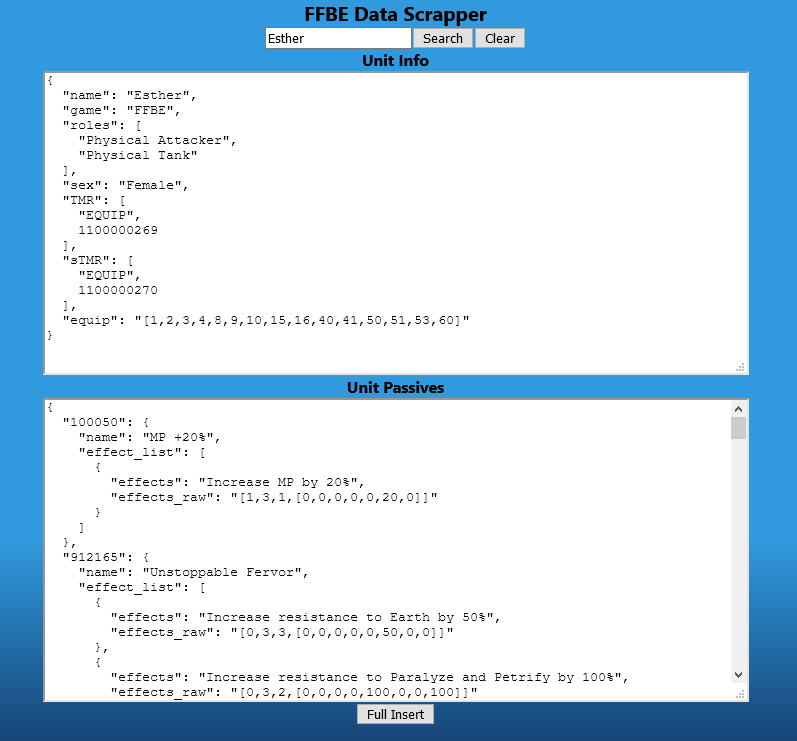 FFBE Data Scrapper
Esther Search Clear
Unit Info
{
  "name": "Esther",
  "game": "FFBE",
  "roles": [
    "Physical Attacker",
    "Physical Tank"
  ],
  "sex": "Female",
  "TMR": [
    "EQUIP",
    1100000269
  ],
  "sTMR": [
    "EQUIP",
    1100000270
  ],
  "equip": "[1,2,3,4,8,9,10,15,16,40,41,50,51,53,60]"
}
Unit Passives
{
  "100050": {
    "name": "MP +20%",
    "effect_list": [
      {
        "effects": "Increase MP by 20%",
        "effects_raw": "[1,3,1,[0,0,0,0,0,20,0]]"
      }
    ]
  },
  "912165": {
    "name": "Unstoppable Fervor",
    "effect_list": [
      {
        "effects": "Increase resistance to Earth by 50%",
        "effects_raw": "[0,3,3,[0,0,0,0,0,50,0,0]]"
      },
      {
        "effects": "Increase resistance to Paralyze and Petrify by 100%",
        "effects_raw": "[0,3,2,[0,0,0,0,100,0,0,100]]"
Full Insert